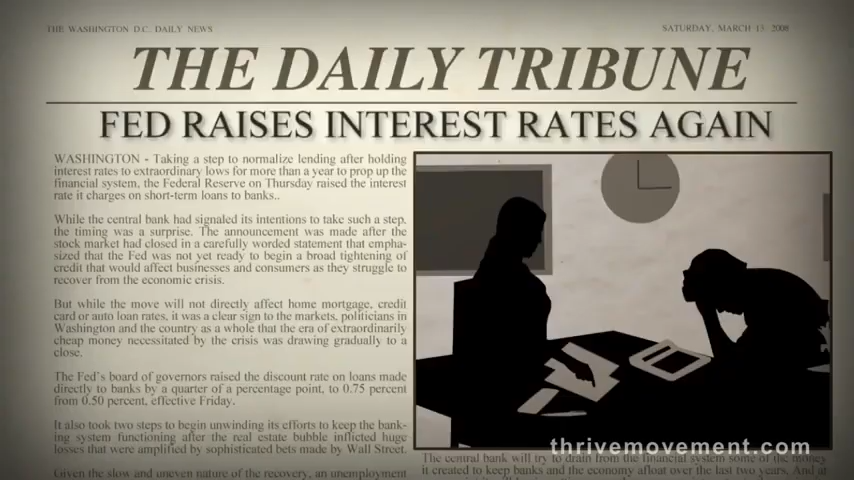 THE WASHINGTON D.C. DAILY NEWS
SATURDAY, MARCH 13 2008
THE DAILY TRIBUNE
FED RAISES INTEREST RATES AGAIN
WASHINGTON - Taking a step to normalize lending after holding
interest rates to extraordinary lows for more than a year to prop up the
financial system, the Federal Reserve on Thursday raised the interest
rate it charges on short-term loans to banks..
While the central bank had signaled its intentions to take such a step,
the timing was a surprise. The announcement was made after the
stock market had closed in a carefully worded statement that empha-
sized that the Fed was not yet ready to begin a broad tightening of
credit that would affect businesses and consumers as they struggle to
recover from the economic crisis.
But while the move will not directly affect home mortgage, credit
card or auto loan rates, it was a clear sign to the markets, politicians in
Washington and the country as a whole that the era of extraordinarily
cheap money necessitated by the crisis was drawing gradually to a
close.
The Fed's board of governors raised the discount rate on loans made
directly to banks by a quarter of a percentage point, to 0.75 percent
from 0.50 percent, effective Friday.
It also took two steps to begin unwinding its efforts to keep the bank-
ing system functioning after the real estate bubble inflicted huge
losses that were amplified by sophisticated bets made by Wall Street.
Given the slow and uneven nature of the recovery, an unemployment
thrivemovement.com
The central bank will try to drain from the financial system some of the money
it created to keep banks and the economy afloat over the last two years. And at